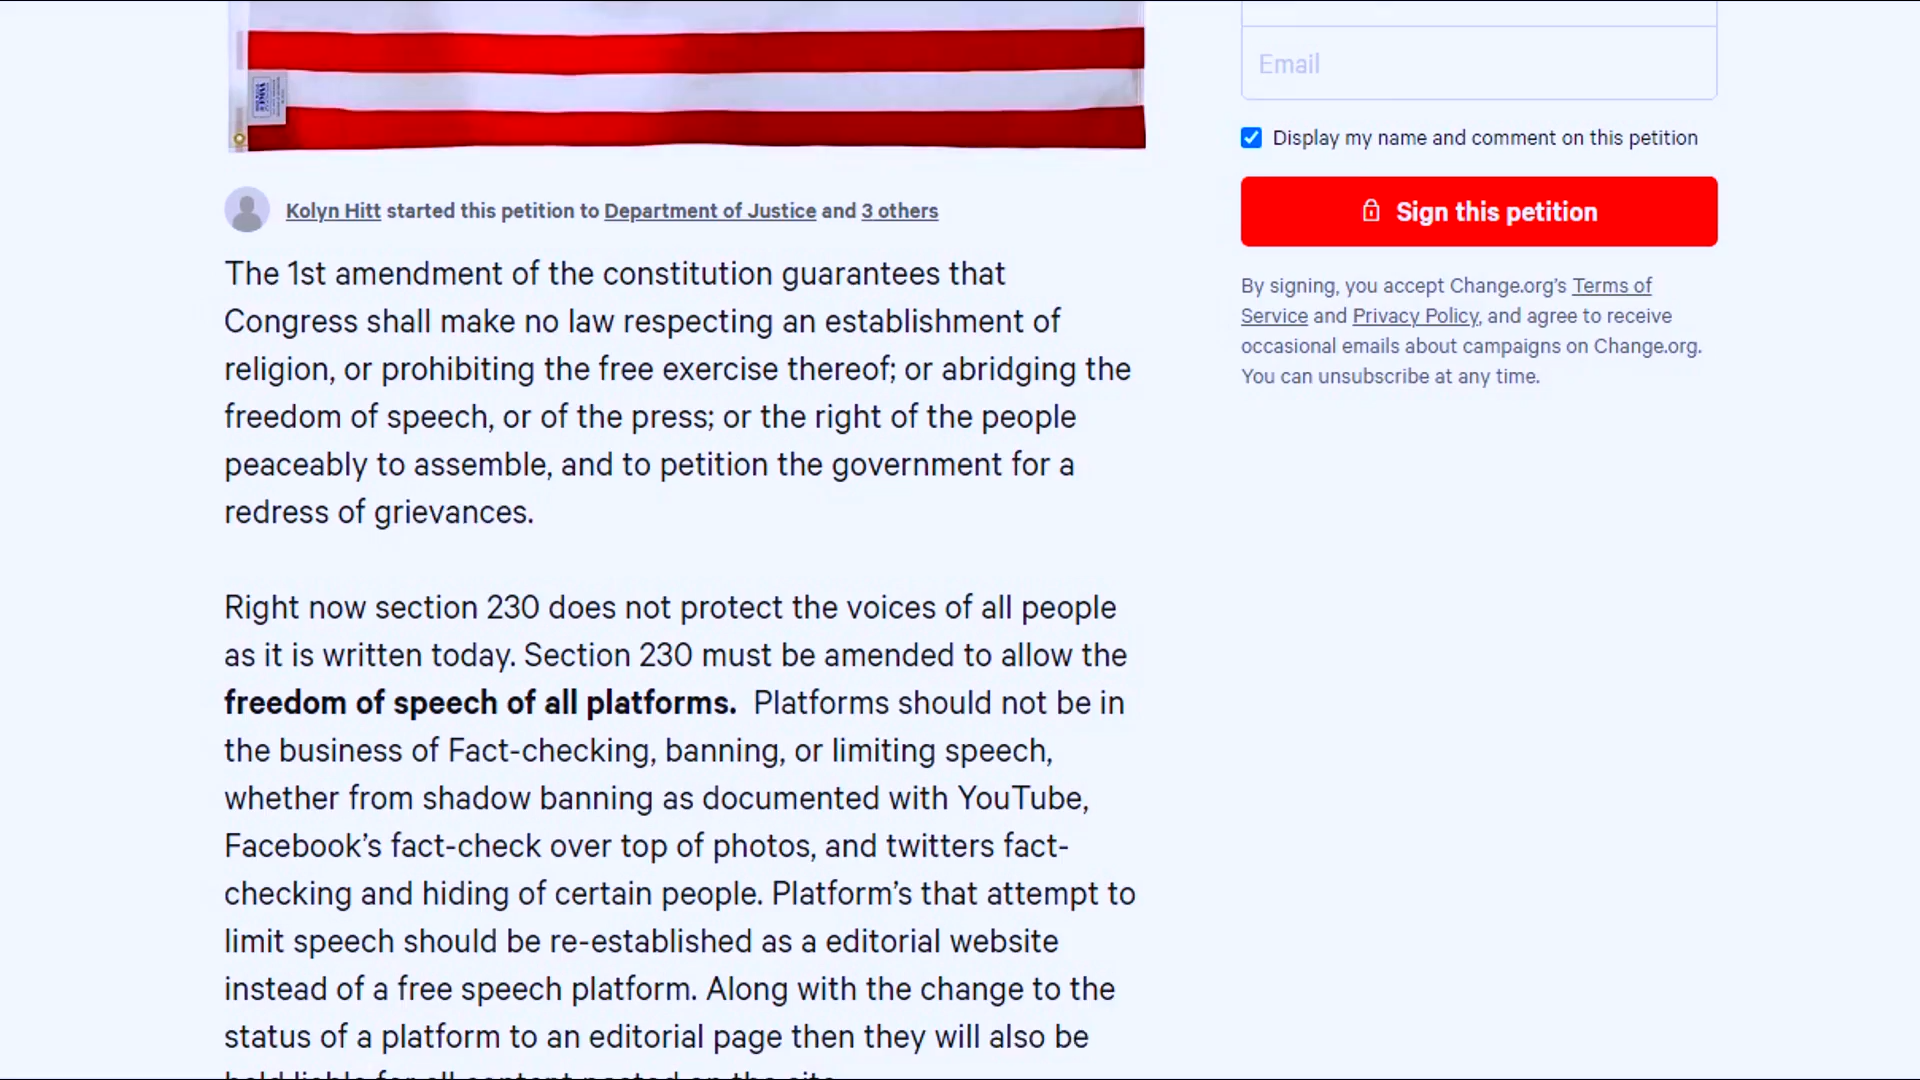 Email
Display my name and comment on this petition
Sign this petition
By signing, you accept Change.org's Terms of
Service and Privacy Policy, and agree to receive
occasional emails about campaigns on Change.org.
You can unsubscribe at any time.
Kolyn Hitt started this petition to Department of Justice and 3 others
The 1st amendment of the constitution guarantees that
Congress shall make no law respecting an establishment of
religion, or prohibiting the free exercise thereof; or abridging the
freedom of speech, or of the press; or the right of the people
peaceably to assemble, and to petition the government for a
redress of grievances.
Right now section 230 does not protect the voices of all people
as it is written today. Section 230 must be amended to allow the
freedom of speech of all platforms. Platforms should not be in
the business of Fact-checking, banning, or limiting speech,
whether from shadow banning as documented with YouTube,
Facebook’s fact-check over top of photos, and twitters fact-
checking and hiding of certain people. Platform’s that attempt to
limit speech should be re-established as a editorial website
instead of a free speech platform. Along with the change to the
status of a platform to an editorial page then they will also be
held liable for all content posted on the site.